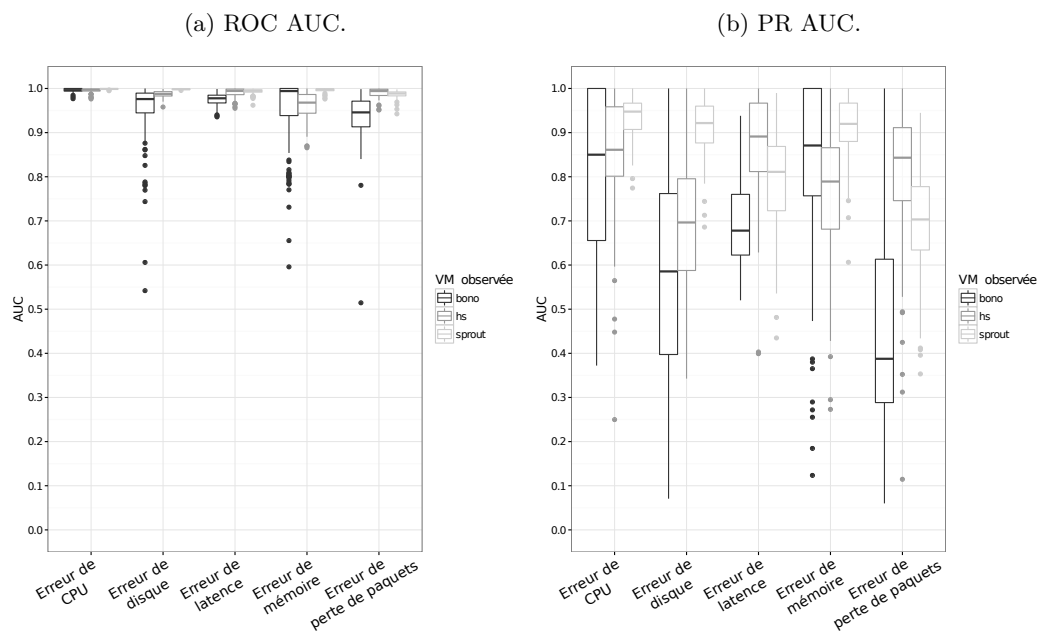 (a) ROC AUC.
1.0
0.9
0.8
0.7
0.6
0.5
0.4
0.3
0.2
0.1
0.0
AUC
Erreur de
CPU
Erreur de
disque
Erreur de
latence
Erreur de
mémoire
Erreur de
perte de paquets
VM observée
bono
hs
sprout
(b) PR AUC.
1.0
0.9
0.8
0.7
0.6
0.5
0.4
0.3
0.2
0.1
0.0
AUC
Erreur de
CPU
Erreur de
disque
Erreur de
latence
Erreur de
mémoire
Erreur de
perte de paquets
VM observée
bono
hs
sprout